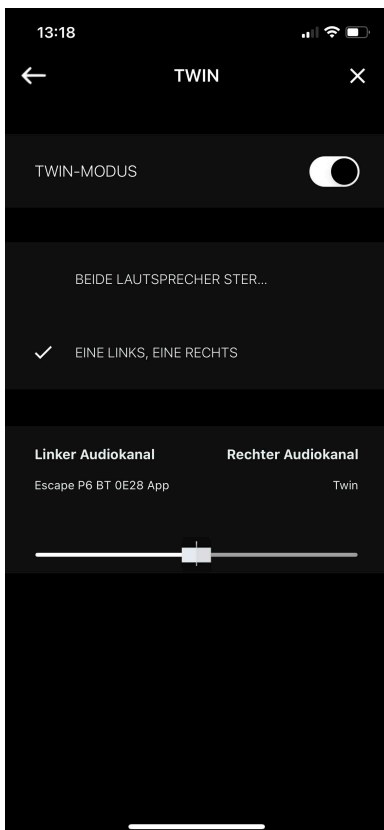 13:18
TWIN
TWIN-MODUS
BEIDE LAUTSPRECHER STER...
EINE LINKS, EINE RECHTS
Linker Audiokanal Rechter Audiokanal
Escape P6 BT 0E28 App Twin